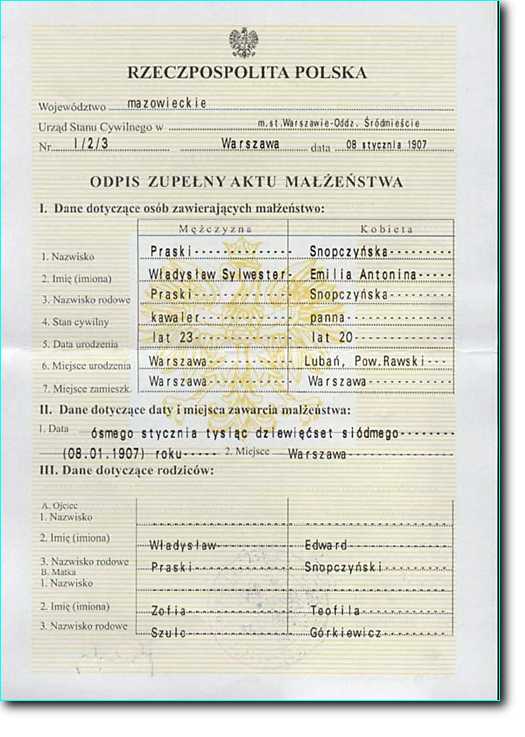 RZECZPOSPOLITA POLSKA
Województwo mazowieckie
Urząd Stanu Cywilnego w m.st.Warszawie-Oddz. Śródmieście
Nr. I/2/3 Warszawa data 08 stycznia 1907
ODPIS ZUPEŁNY AKTU MAŁŻEŃSTWA
I. Dane dotyczące osób zawierających małżeństwo:
Mężczyzna Kobieta
1. Nazwisko Praski Snopczyńska
2. Imię (imiona) Władysław Sylwester Emilia Antonina
3. Nazwisko rodowe Praski Snopczyńska
4. Stan cywilny kawaler panna
5. Data urodzenia lat 23 lat 20
6. Miejsce urodzenia Warszawa Lubań, Pow.Rawski
7. Miejsce zamieszk. Warszawa Warszawa
II. Dane dotyczące daty i miejsca zawarcia małżeństwa:
1. Data ósmego stycznia tysiąc dziewięćset siódmego
(08.01.1907) roku 2. Miejsce Warszawa
III. Dane dotyczące rodziców:
A. Ojciec
1. Nazwisko
2. Imię (imiona) Władysław Edward
3. Nazwisko rodowe Praski Snopczyński
B. Matka
1. Nazwisko
2. Imię (imiona) Zofia Teofila
3. Nazwisko rodowe Szulc Górkiewicz